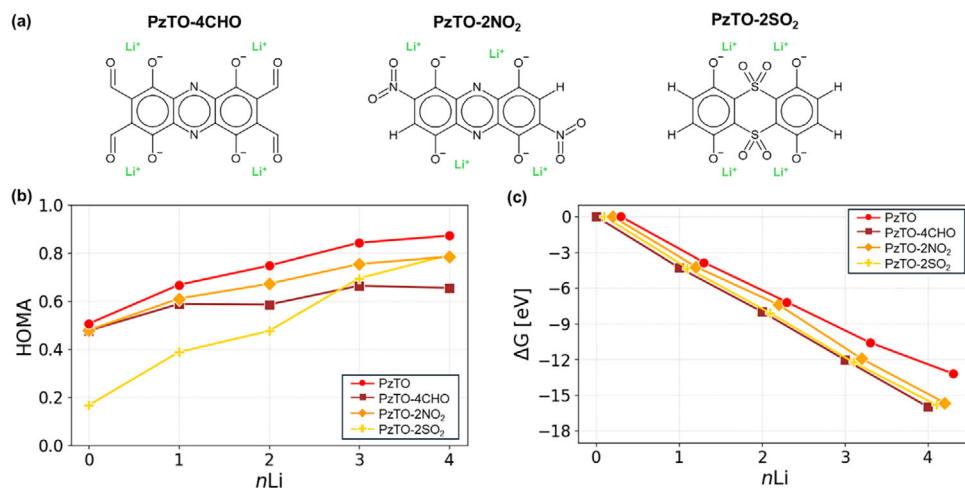 (a)
PzTO-4CHO
PzTO-2NO₂
PzTO-2SO₂
Li⁺ Li⁺ Li⁺ Li⁺ Li⁺
O O⁻ O⁻ O
N
O O⁻ O⁻ O
N
Li⁺ Li⁺
O⁻ O⁻
O N O
N
H
H
N
N O
O⁻ O⁻ O
Li⁺ Li⁺
O⁻ O O O⁻
H S H
H S H
O⁻ O O O⁻
Li⁺ Li⁺
(b)
HOMA
1.0
0.8
0.6
0.4
0.2
0.0
0 1 2 3 4
nLi
PzTO
PzTO-4CHO
PzTO-2NO₂
PzTO-2SO₂
(c)
ΔG [eV]
0
−3
−6
−9
−12
−15
−18
0 1 2 3 4
nLi
PzTO
PzTO-4CHO
PzTO-2NO₂
PzTO-2SO₂